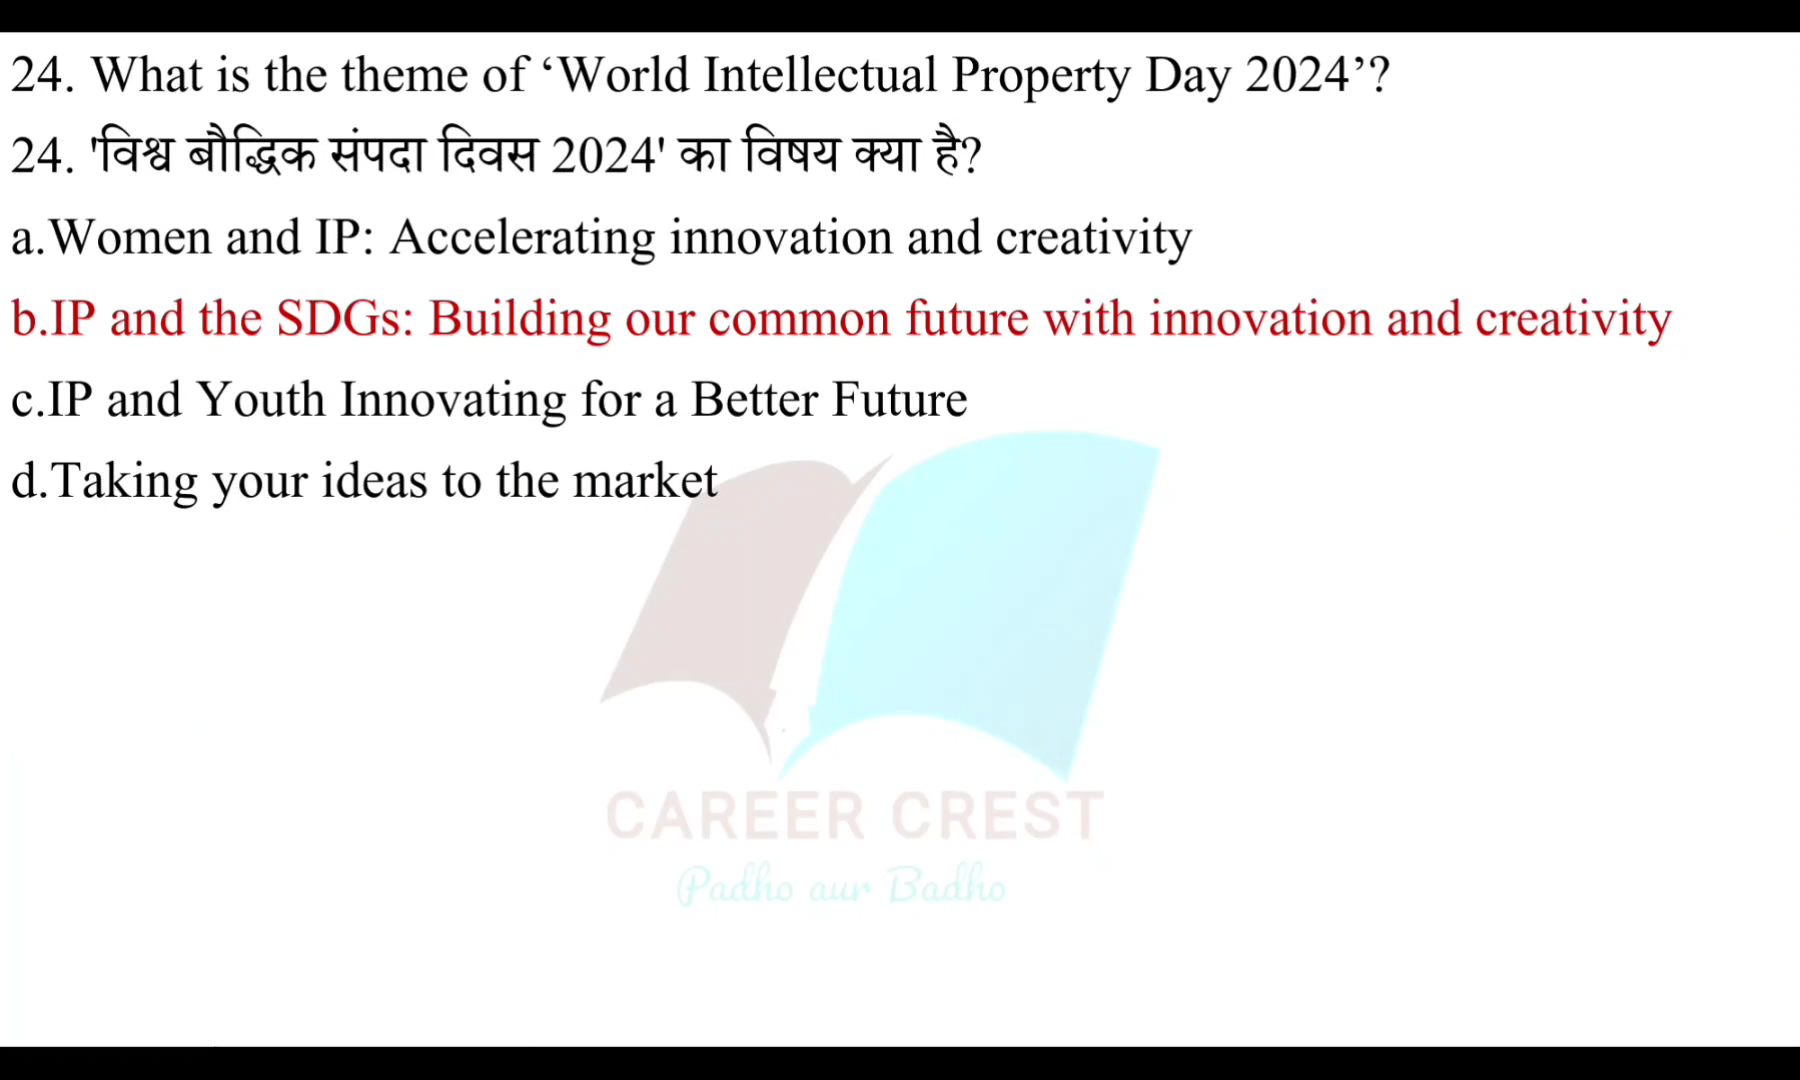 24. What is the theme of ‘World Intellectual Property Day 2024’?
24. 'विश्व बौद्धिक संपदा दिवस 2024' का विषय क्या है?
a.Women and IP: Accelerating innovation and creativity
b.IP and the SDGs: Building our common future with innovation and creativity
c.IP and Youth Innovating for a Better Future
d.Taking your ideas to the market
CAREER CREST
Padho aur Badho